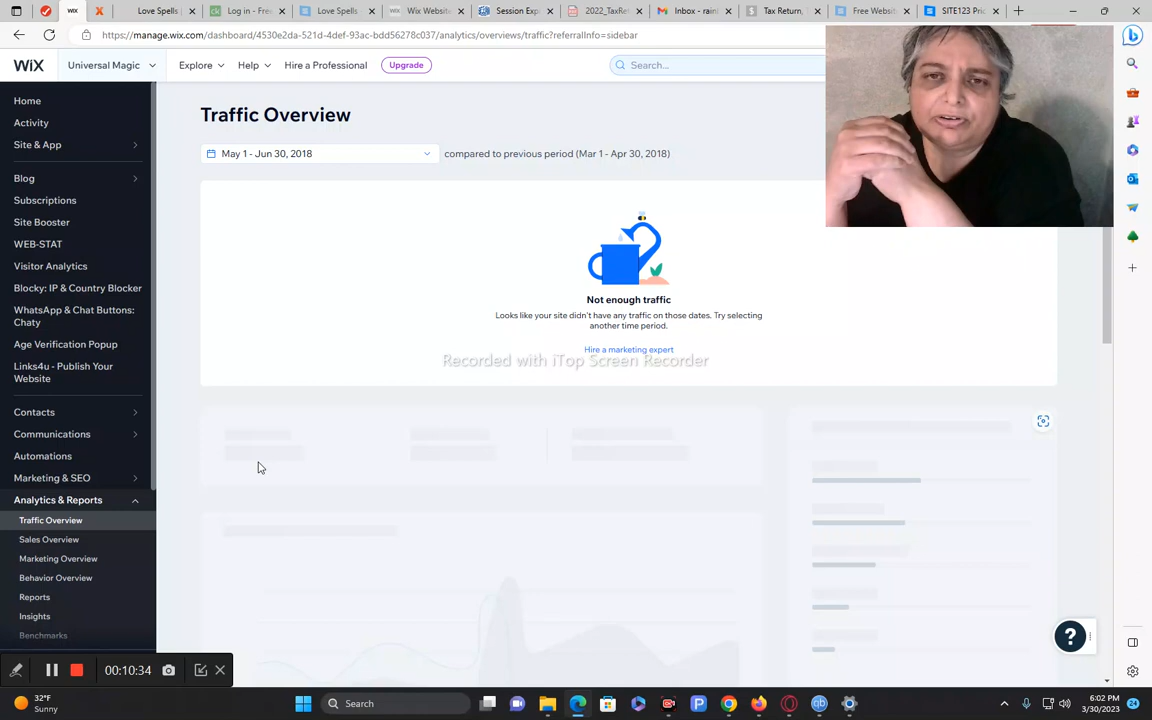 Love Spells
Log in - Free
Love Spells
Wix Website
Session Exp
2022_TaxRe
Inbox - rain
Tax Return,
Free Websi
SITE123 Pric
https://manage.wix.com/dashboard/4530e2da-521d-4def-93ac-bdd56278c037/analytics/overviews/traffic?referralInfo=sidebar
WiX
Universal Magic
Explore
Help
Hire a Professional
Upgrade
Search...
Home
Activity
Site & App
Blog
Subscriptions
Site Booster
WEB-STAT
Visitor Analytics
Blocky: IP & Country Blocker
WhatsApp & Chat Buttons:
Chaty
Age Verification Popup
Links4u - Publish Your
Website
Contacts
Communications
Automations
Marketing & SEO
Analytics & Reports
Traffic Overview
Sales Overview
Marketing Overview
Behavior Overview
Reports
Insights
Benchmarks
Traffic Overview
May 1 - Jun 30, 2018
compared to previous period (Mar 1 - Apr 30, 2018)
Not enough traffic
Looks like your site didn't have any traffic on those dates. Try selecting
another time period.
Hire a marketing expert
Recorded with iTop Screen Recorder
?
00:10:34
32°F
Sunny
Search
6:02 PM
3/30/2023
24